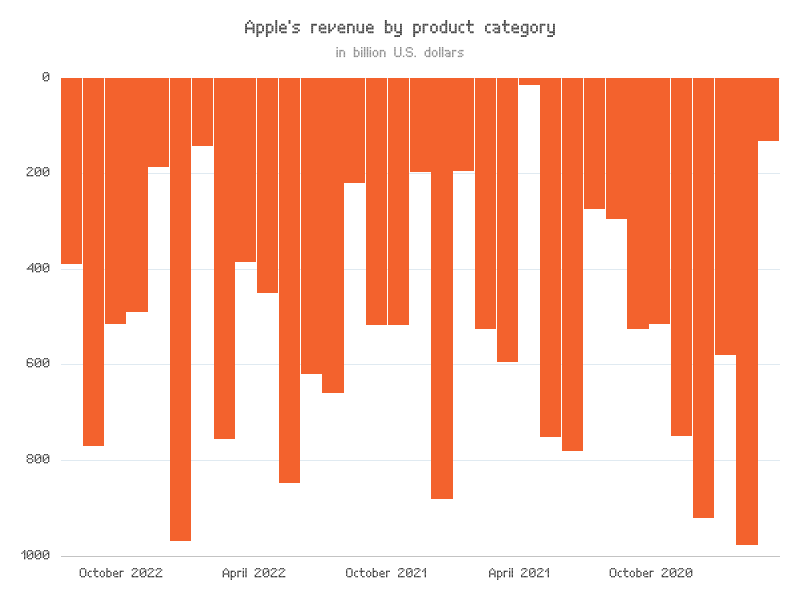 Apple's revenue by product category
in billion U.S. dollars
0
200
400
600
800
1000
October 2022 April 2022 October 2021 April 2021 October 2020